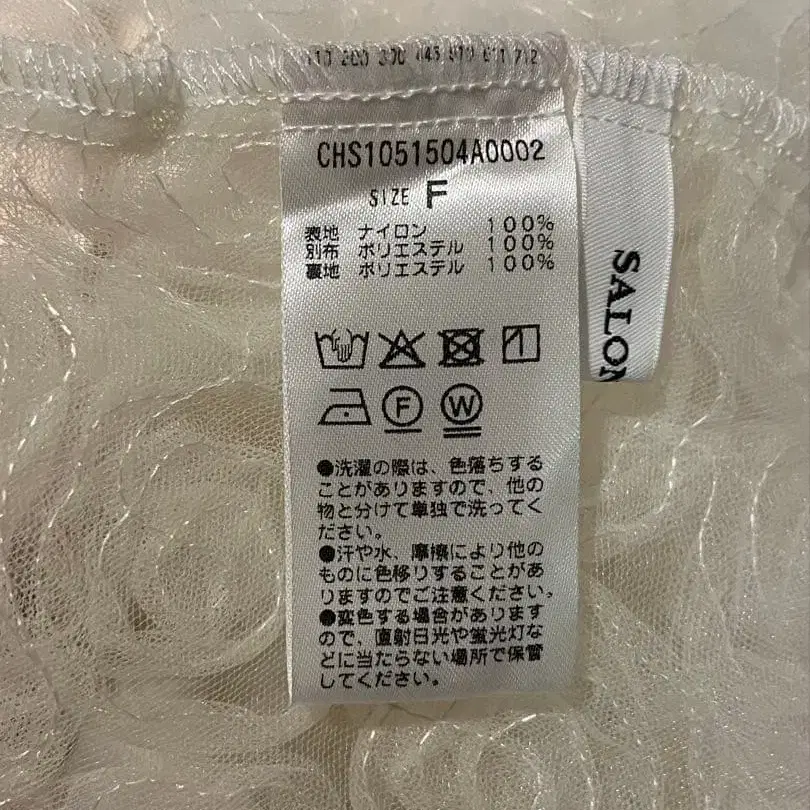 CHS1051504A0002
SIZE F
表地 ナイロン 100%
別布 ポリエステル 100%
裏地 ポリエステル 100%
F
W
●洗濯の際は、色落ちする
ことがありますので、他の
物と分けて単独で洗ってく
ださい。
●汗や水、摩擦により他の
ものに色移りすることがあ
りますのでご注意ください。
●変色する場合があります
ので、直射日光や蛍光灯な
どに当たらない場所で保管
してください。
SALON